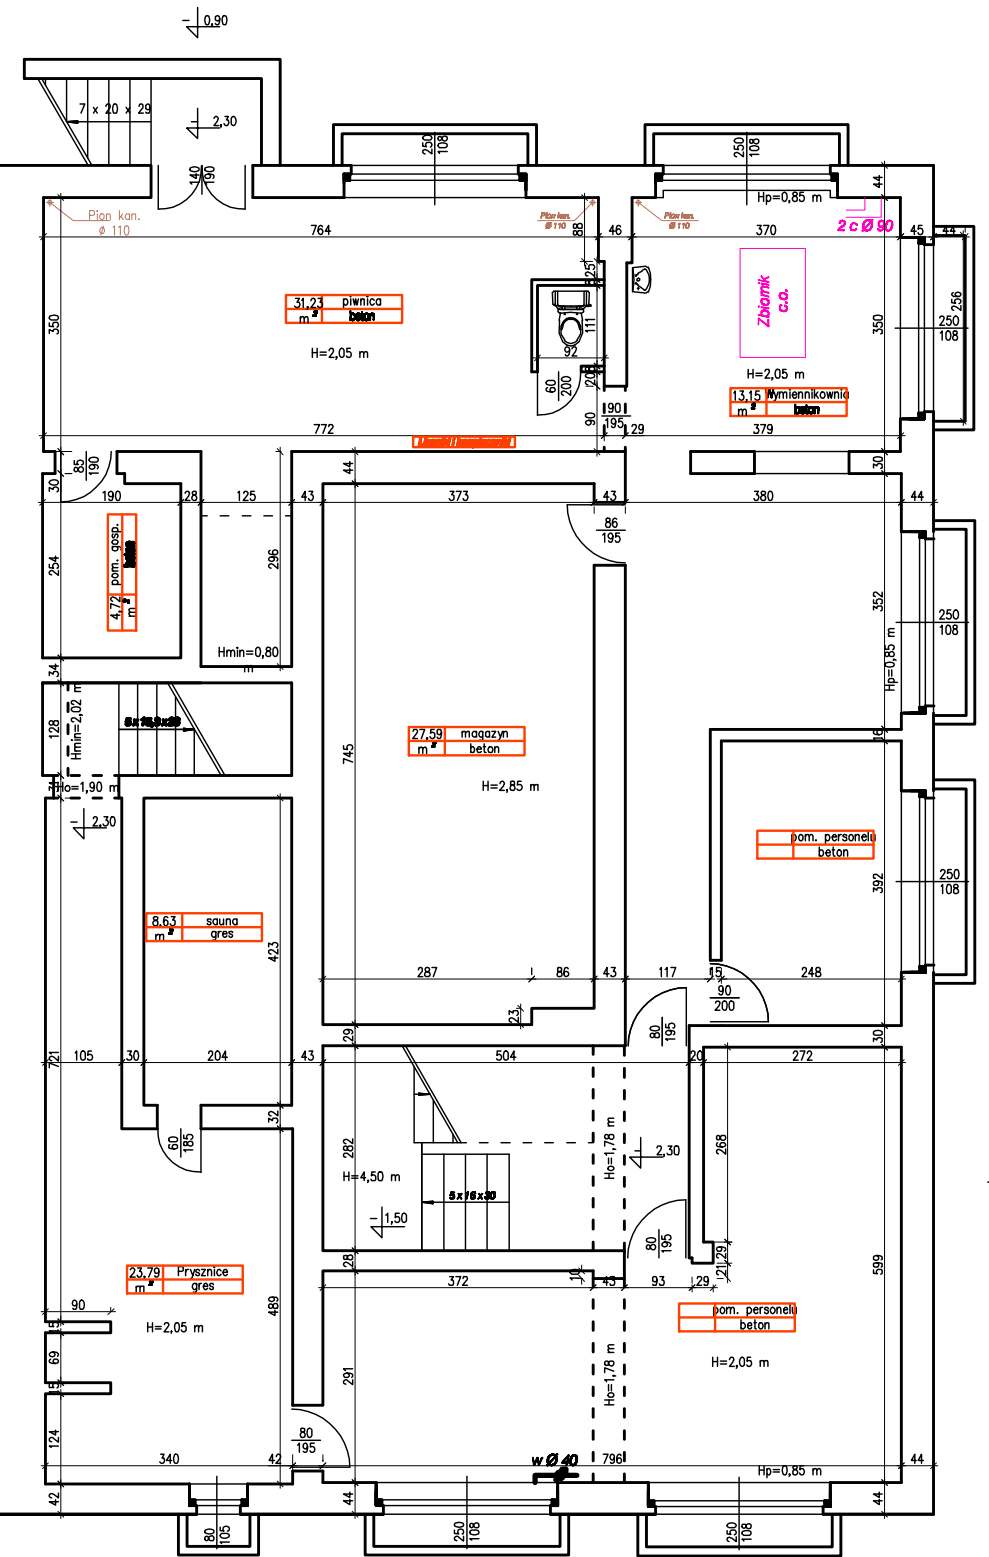 - 0,90
7 x 20 x 29
- 2,30
140
190
250
108
250
108
44
Hp=0,85 m
Pion kan.
ø 110
Pion kan.
Ø 110
Pion kan.
Ø 110
2 c Ø 90
764
88
46
370
45
44
25
256
31,23 piwnica
m² beton
350
111
Zbiornik
c.o.
350
250
108
H=2,05 m
92
H=2,05 m
60
200
20
13,15 Wymiennikownia
m² beton
90
90
195
772
29
379
85
190
44
30
30
190
28
125
43
373
43
380
44
86
195
254
pom. gosp.
beton
4,72
m²
296
352
250
108
Hmin=0,80
m
34
Hp=0,85 m
128
Hmin=2,02 m
27,59 magazyn
m² beton
745
16
31
Ho=1,90 m
H=2,85 m
- 2,30
pom. personelu
beton
392
250
108
8.63 sauna
m² gres
423
287
86
43
117
15
248
90
200
23
29
80
195
30
721
105
30
204
43
504
20
272
32
60
185
282
Ho=1,78 m
- 2,30
268
H=4,50 m
5x16x30
- 1,50
80
195
28
29
21
599
23,79 Prysznice
m² gres
372
10
43
93
29
489
90
H=2,05 m
pom. personelu
beton
15
69
15
291
Ho=1,78 m
H=2,05 m
124
80
195
340
42
w Ø 40
796
Hp=0,85 m
44
42
44
44
80
105
250
108
250
108